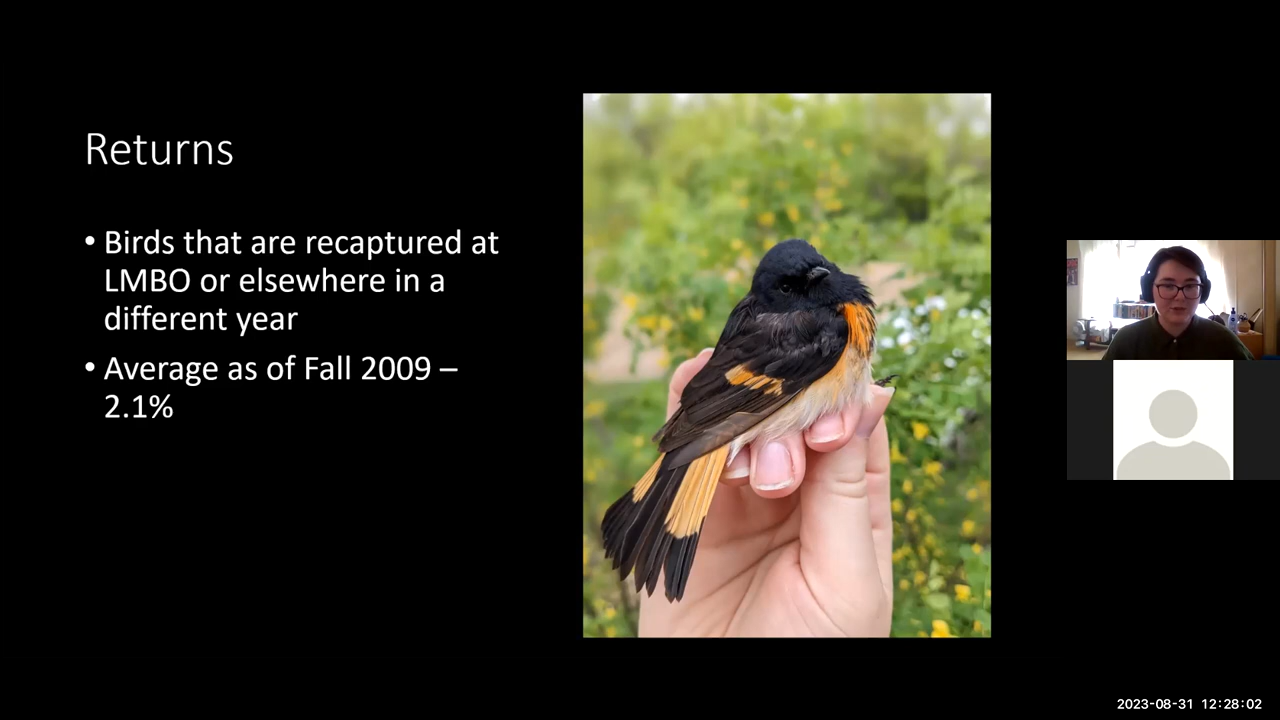 Returns
• Birds that are recaptured at
LMBO or elsewhere in a
different year
• Average as of Fall 2009 –
2.1%
2023-08-31 12:28:02